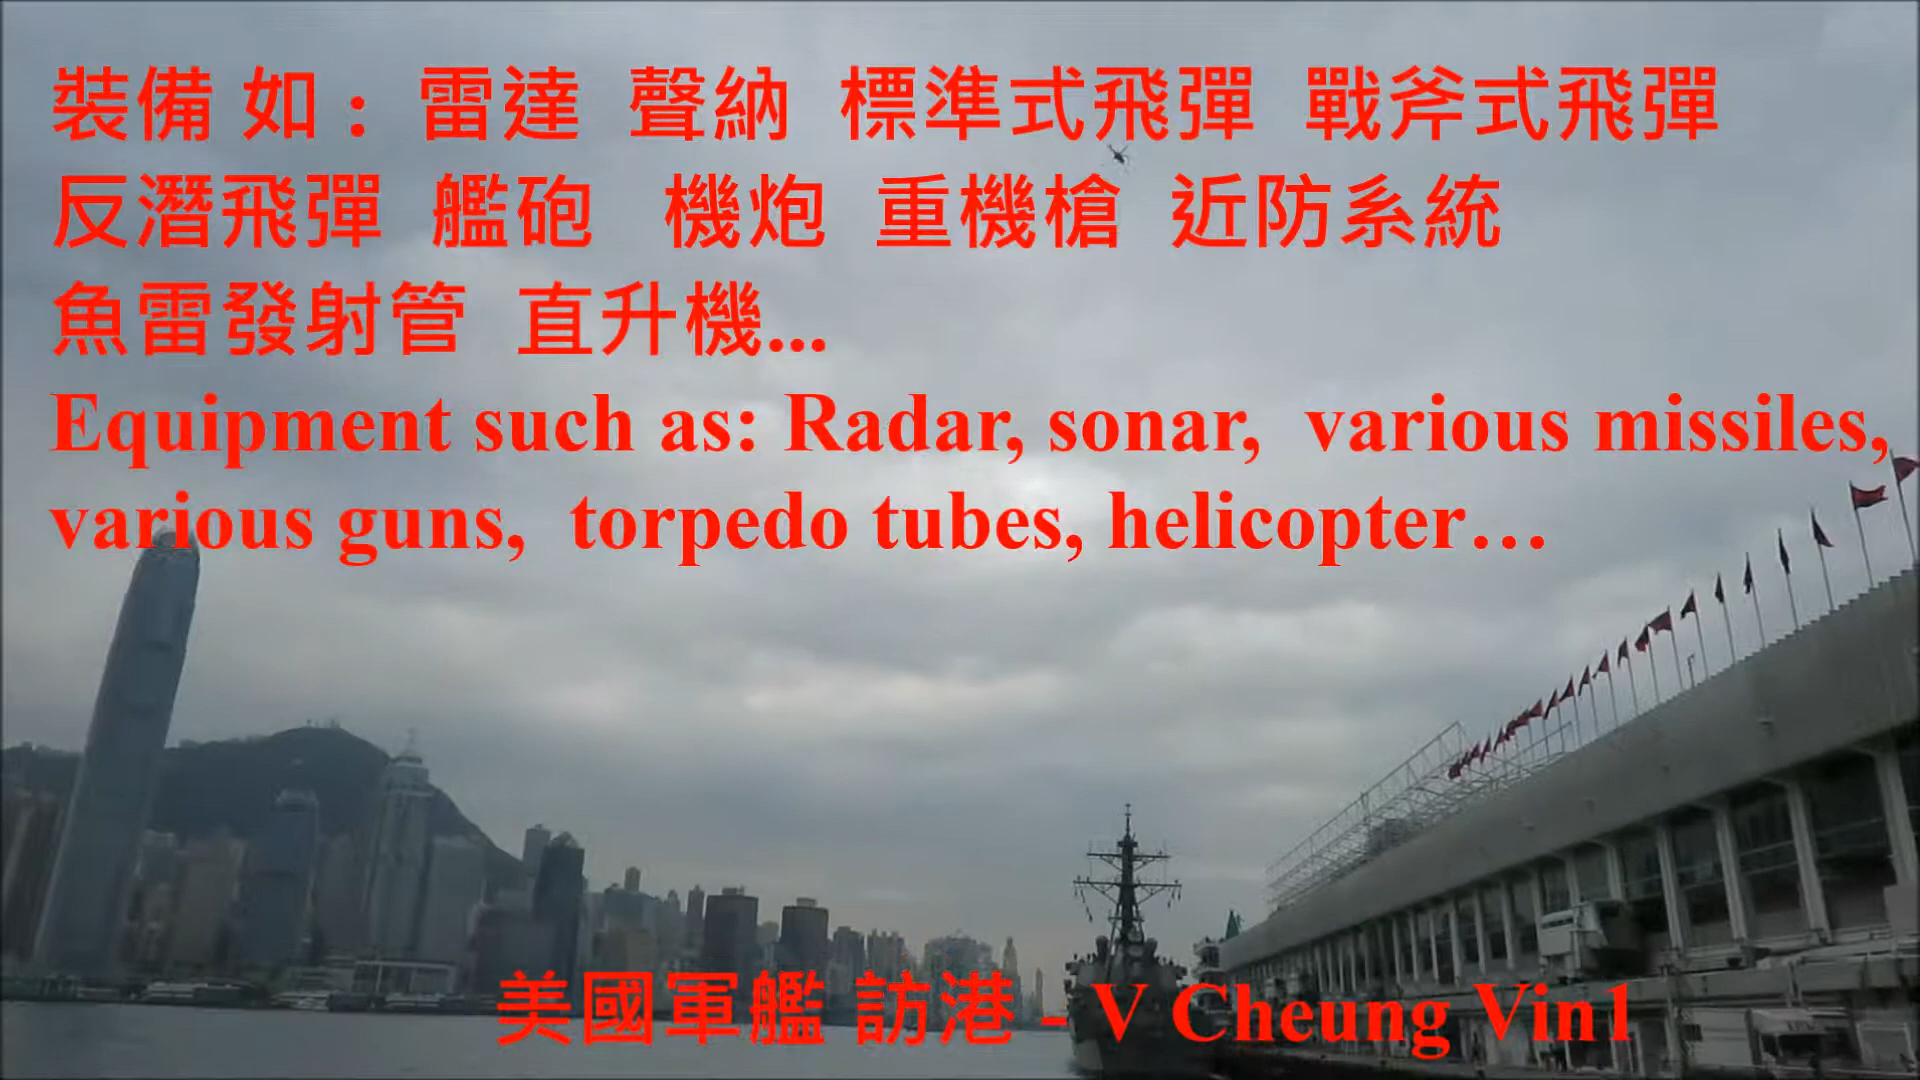 裝備 如 : 雷達 聲納 標準式飛彈 戰斧式飛彈
反潛飛彈 艦砲 機炮 重機槍 近防系統
魚雷發射管 直升機...
Equipment such as: Radar, sonar, various missiles,
various guns, torpedo tubes, helicopter…
美國軍艦 訪港 - V Cheung Vin1